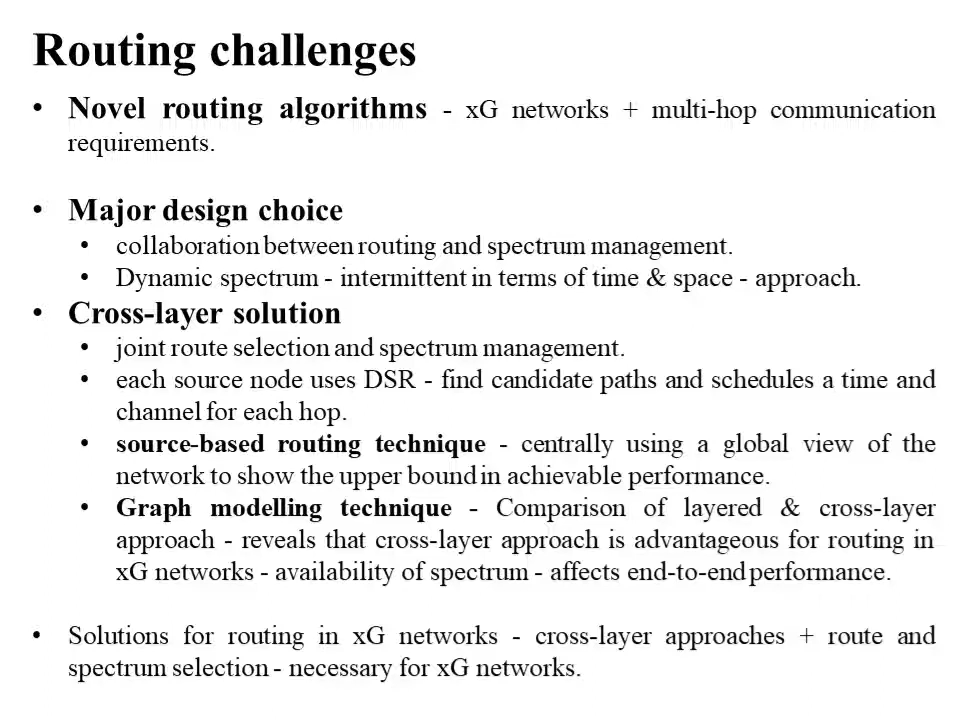 Routing challenges
• Novel routing algorithms - xG networks + multi-hop communication
requirements.
• Major design choice
• collaboration between routing and spectrum management.
• Dynamic spectrum - intermittent in terms of time & space - approach.
• Cross-layer solution
• joint route selection and spectrum management.
• each source node uses DSR - find candidate paths and schedules a time and
channel for each hop.
• source-based routing technique - centrally using a global view of the
network to show the upper bound in achievable performance.
• Graph modelling technique - Comparison of layered & cross-layer
approach - reveals that cross-layer approach is advantageous for routing in
xG networks - availability of spectrum - affects end-to-end performance.
• Solutions for routing in xG networks - cross-layer approaches + route and
spectrum selection - necessary for xG networks.